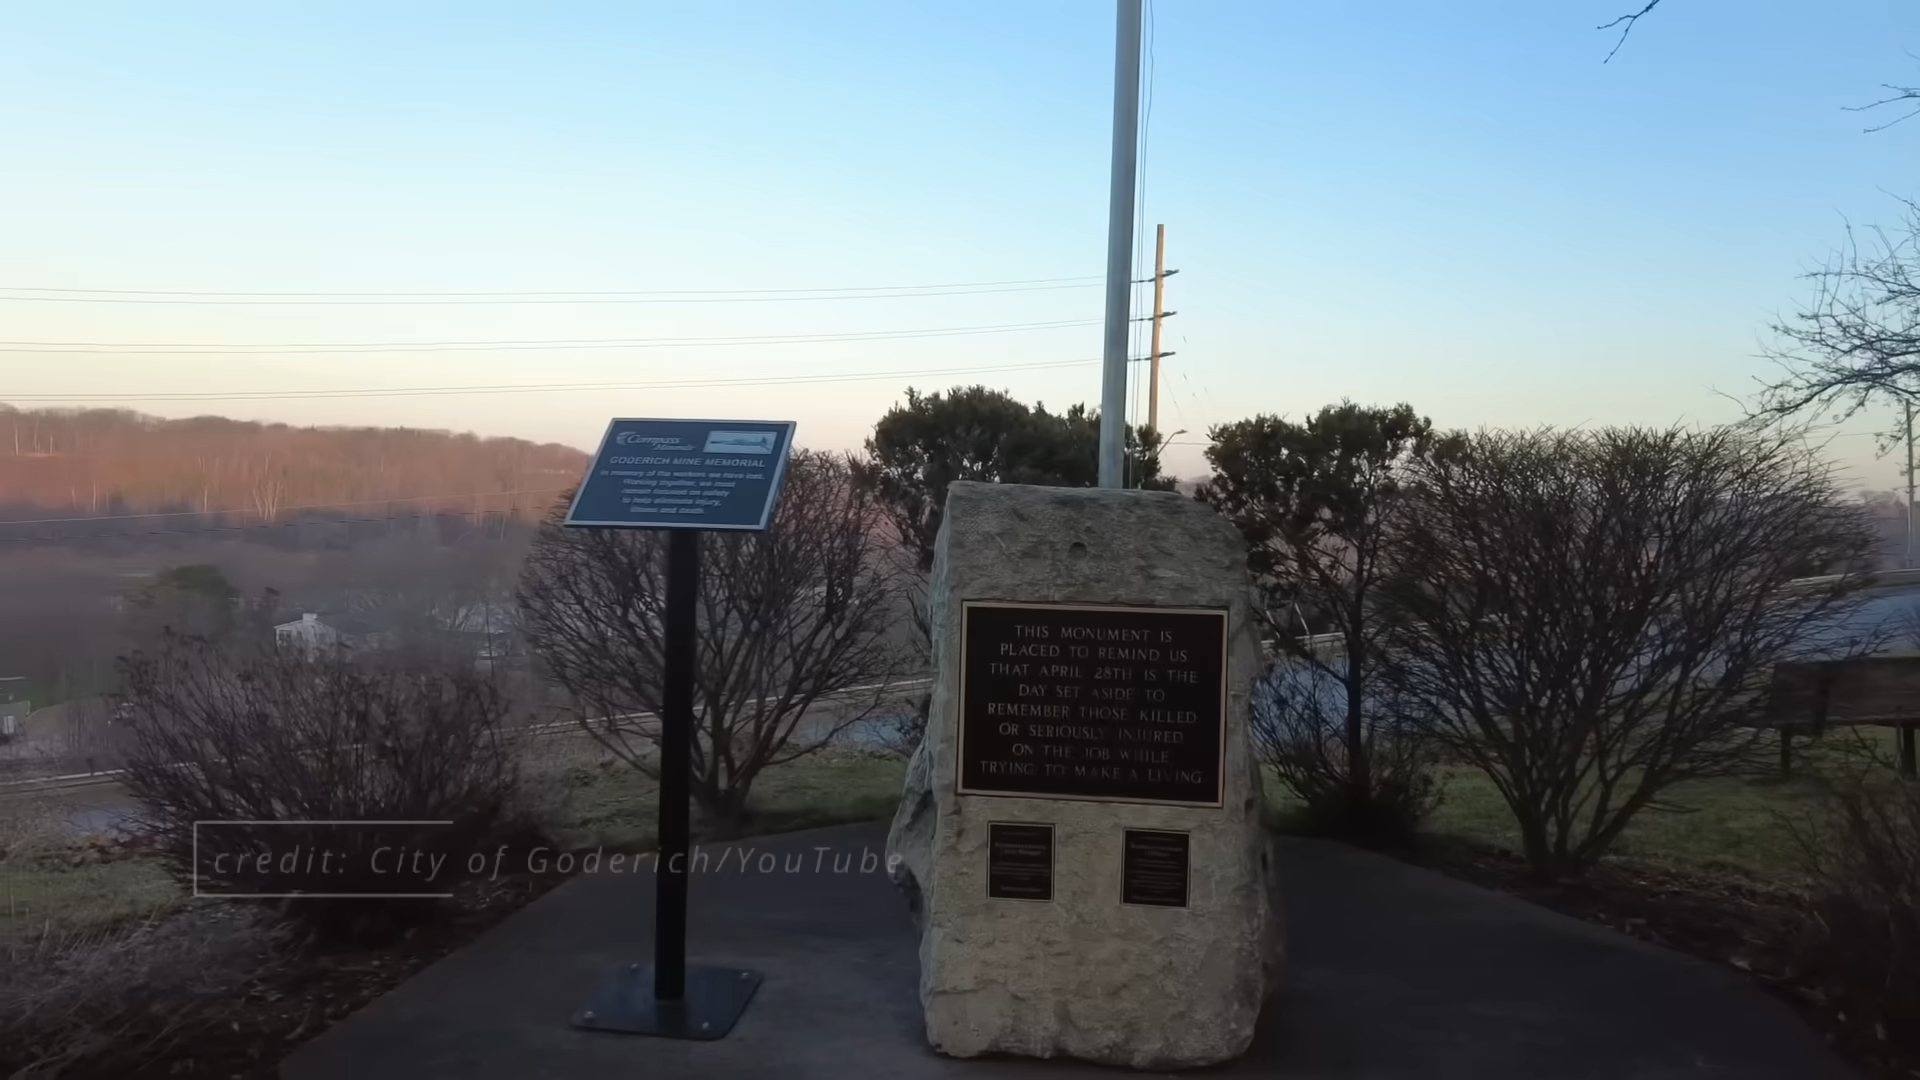 Compass
Minerals
GODERICH MINE MEMORIAL
In memory of the workers we have lost.
Working together, we must
remain focused on safety
to help eliminate injury,
illness and death.
THIS MONUMENT IS
PLACED TO REMIND US
THAT APRIL 28TH IS THE
DAY SET ASIDE TO
REMEMBER THOSE KILLED
OR SERIOUSLY INJURED
ON THE JOB WHILE
TRYING TO MAKE A LIVING
credit: City of Goderich/YouTube